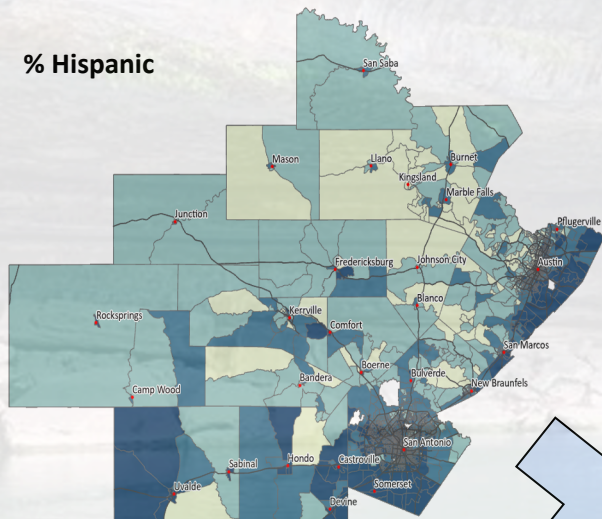 % Hispanic
San Saba
Mason
Llano
Burnet
Kingsland
Marble Falls
Junction
Pflugerville
Fredericksburg
Johnson City
Austin
Rocksprings
Kerrville
Blanco
Comfort
San Marcos
Camp Wood
Bandera
Boerne
Bulverde
New Braunfels
San Antonio
Sabinal
Hondo
Castroville
Uvalde
Somerset
Devine